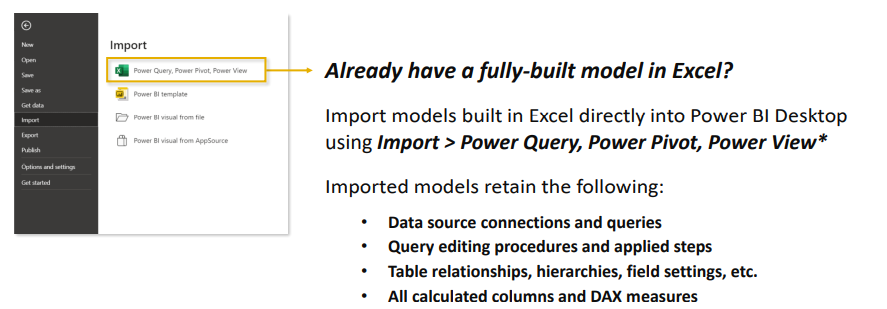 New
Open
Save
Save as
Get data
Import
Export
Publish
Options and settings
Get started
Import
Power Query, Power Pivot, Power View
Power BI template
Power BI visual from file
Power BI visual from AppSource
Already have a fully-built model in Excel?
Import models built in Excel directly into Power BI Desktop
using Import > Power Query, Power Pivot, Power View*
Imported models retain the following:
• Data source connections and queries
• Query editing procedures and applied steps
• Table relationships, hierarchies, field settings, etc.
• All calculated columns and DAX measures